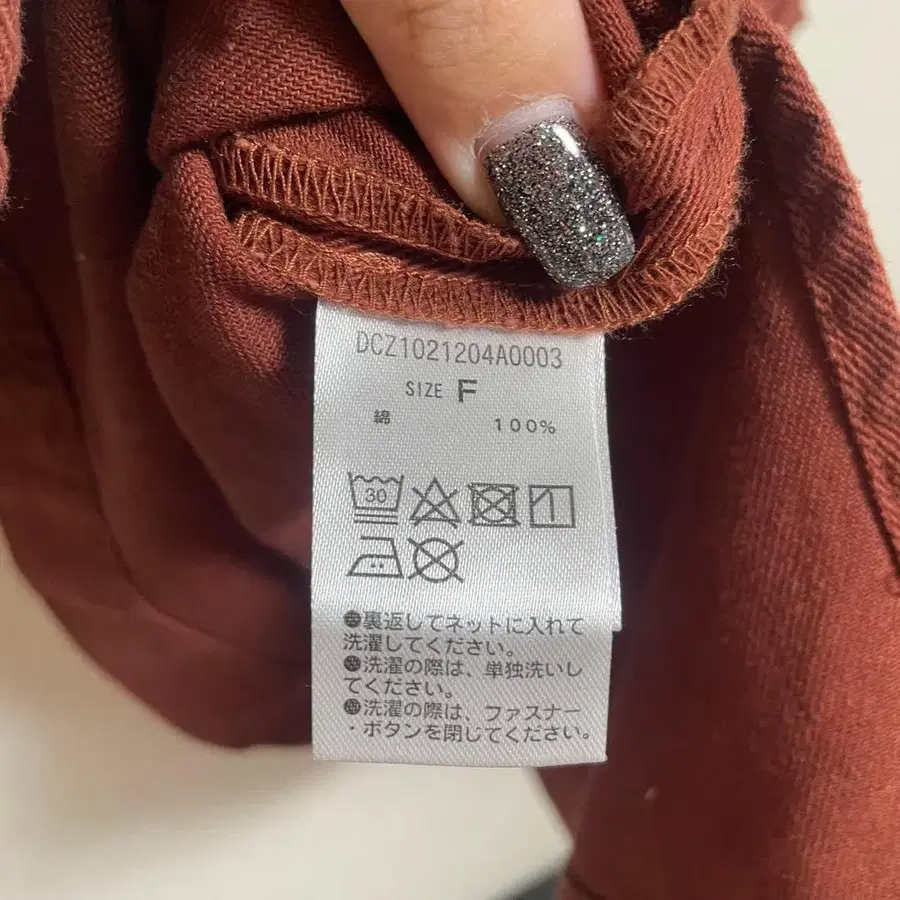 DCZ1021204A0003
SIZE F
綿 100%
30
●裏返してネットに入れて
洗濯してください。
●洗濯の際は、単独洗いし
てください。
●洗濯の際は、ファスナー
・ボタンを閉じてください。